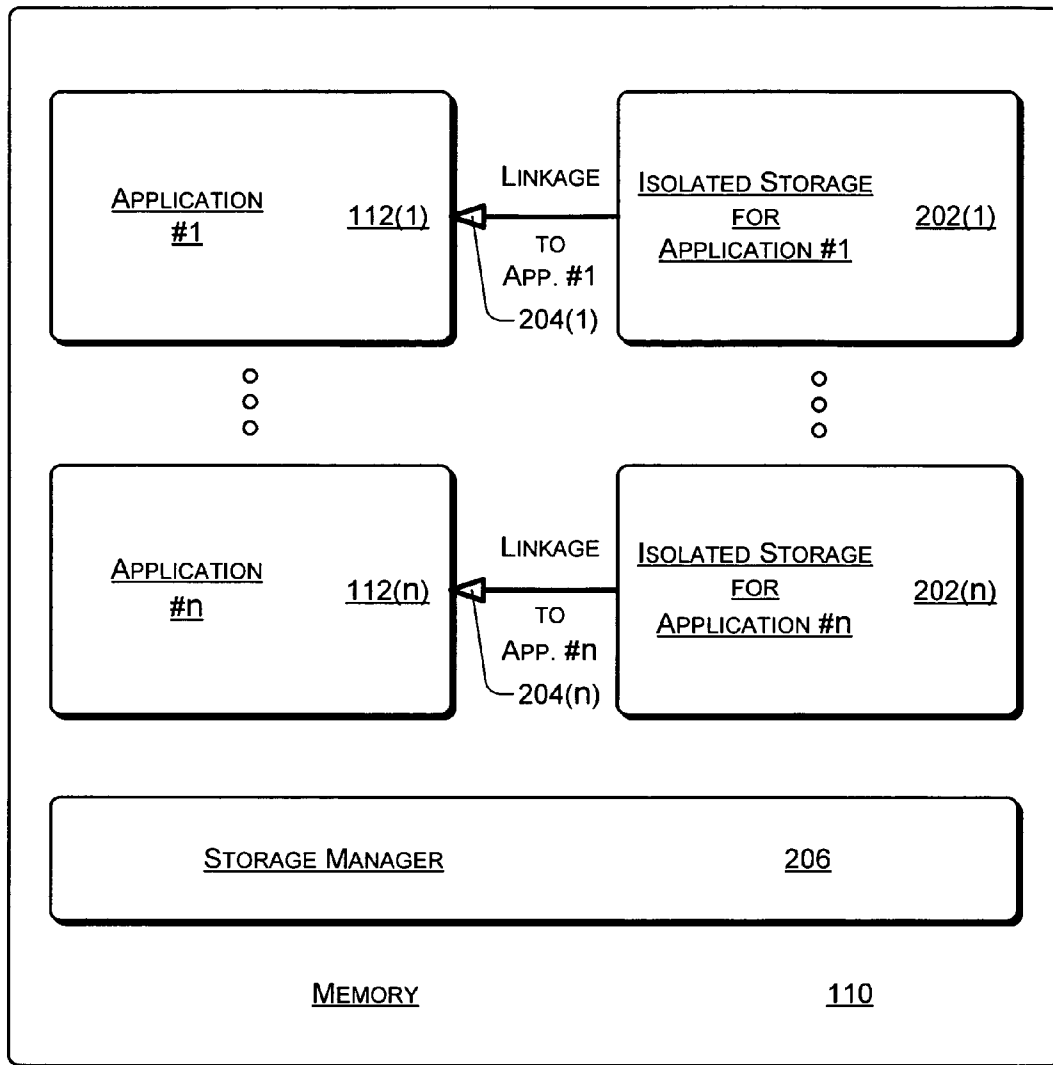 APPLICATION
#1
112(1)
LINKAGE
TO
APP. #1
204(1)
ISOLATED STORAGE
FOR
APPLICATION #1
202(1)
APPLICATION
#n
112(n)
LINKAGE
TO
APP. #n
204(n)
ISOLATED STORAGE
FOR
APPLICATION #n
202(n)
STORAGE MANAGER 206
MEMORY 110